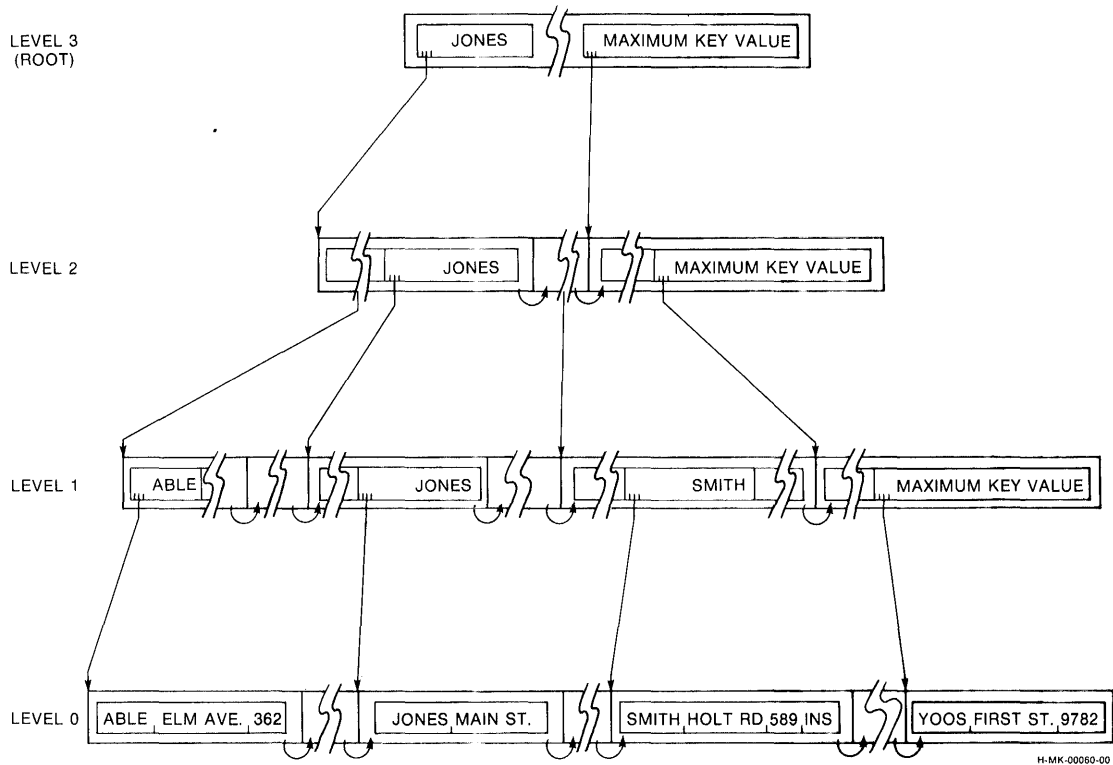 LEVEL 3
(ROOT)
JONES
MAXIMUM KEY VALUE
LEVEL 2
JONES
MAXIMUM KEY VALUE
LEVEL 1
ABLE
JONES
SMITH
MAXIMUM KEY VALUE
LEVEL 0
ABLE ELM AVE. 362
JONES MAIN ST.
SMITH HOLT RD 589 INS
YOOS FIRST ST. 9782
H-MK-00060-00